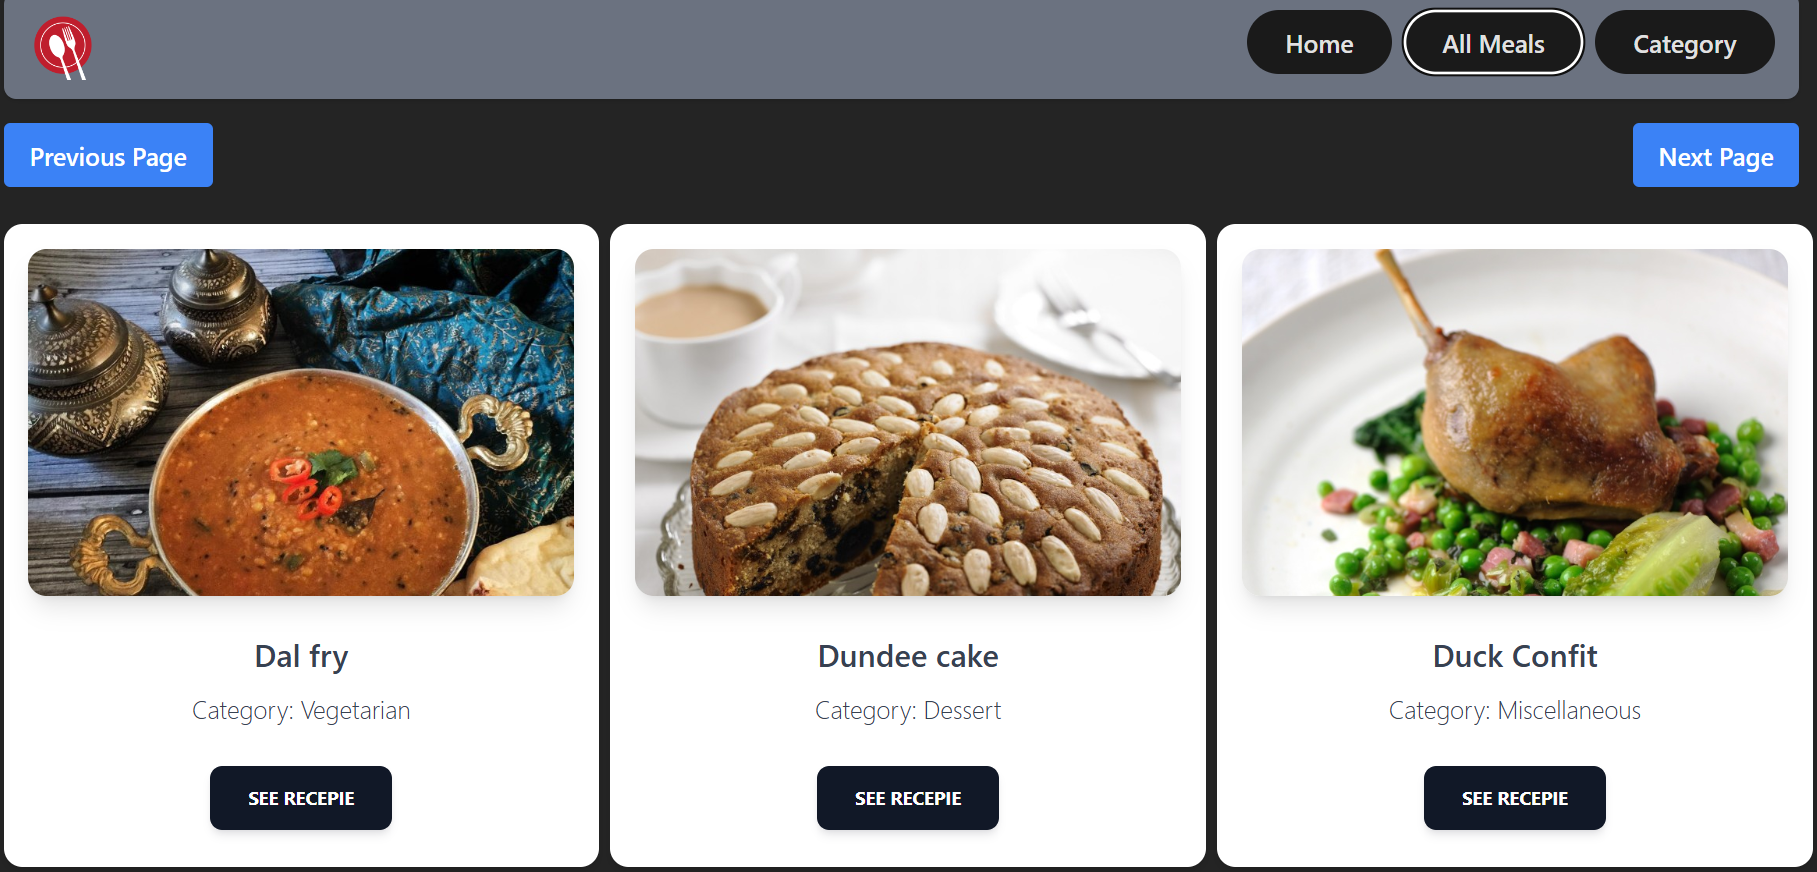 Home
All Meals
Category
Previous Page
Next Page
Dal fry
Category: Vegetarian
SEE RECEPIE
Dundee cake
Category: Dessert
SEE RECEPIE
Duck Confit
Category: Miscellaneous
SEE RECEPIE